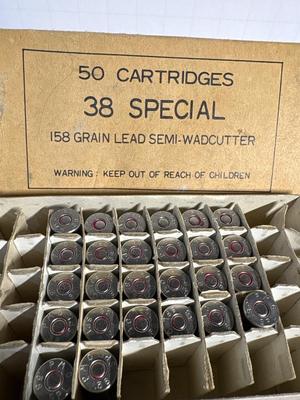 50 CARTRIDGES
38 SPECIAL
158 GRAIN LEAD SEMI-WADCUTTER
WARNING: KEEP OUT OF REACH OF CHILDREN